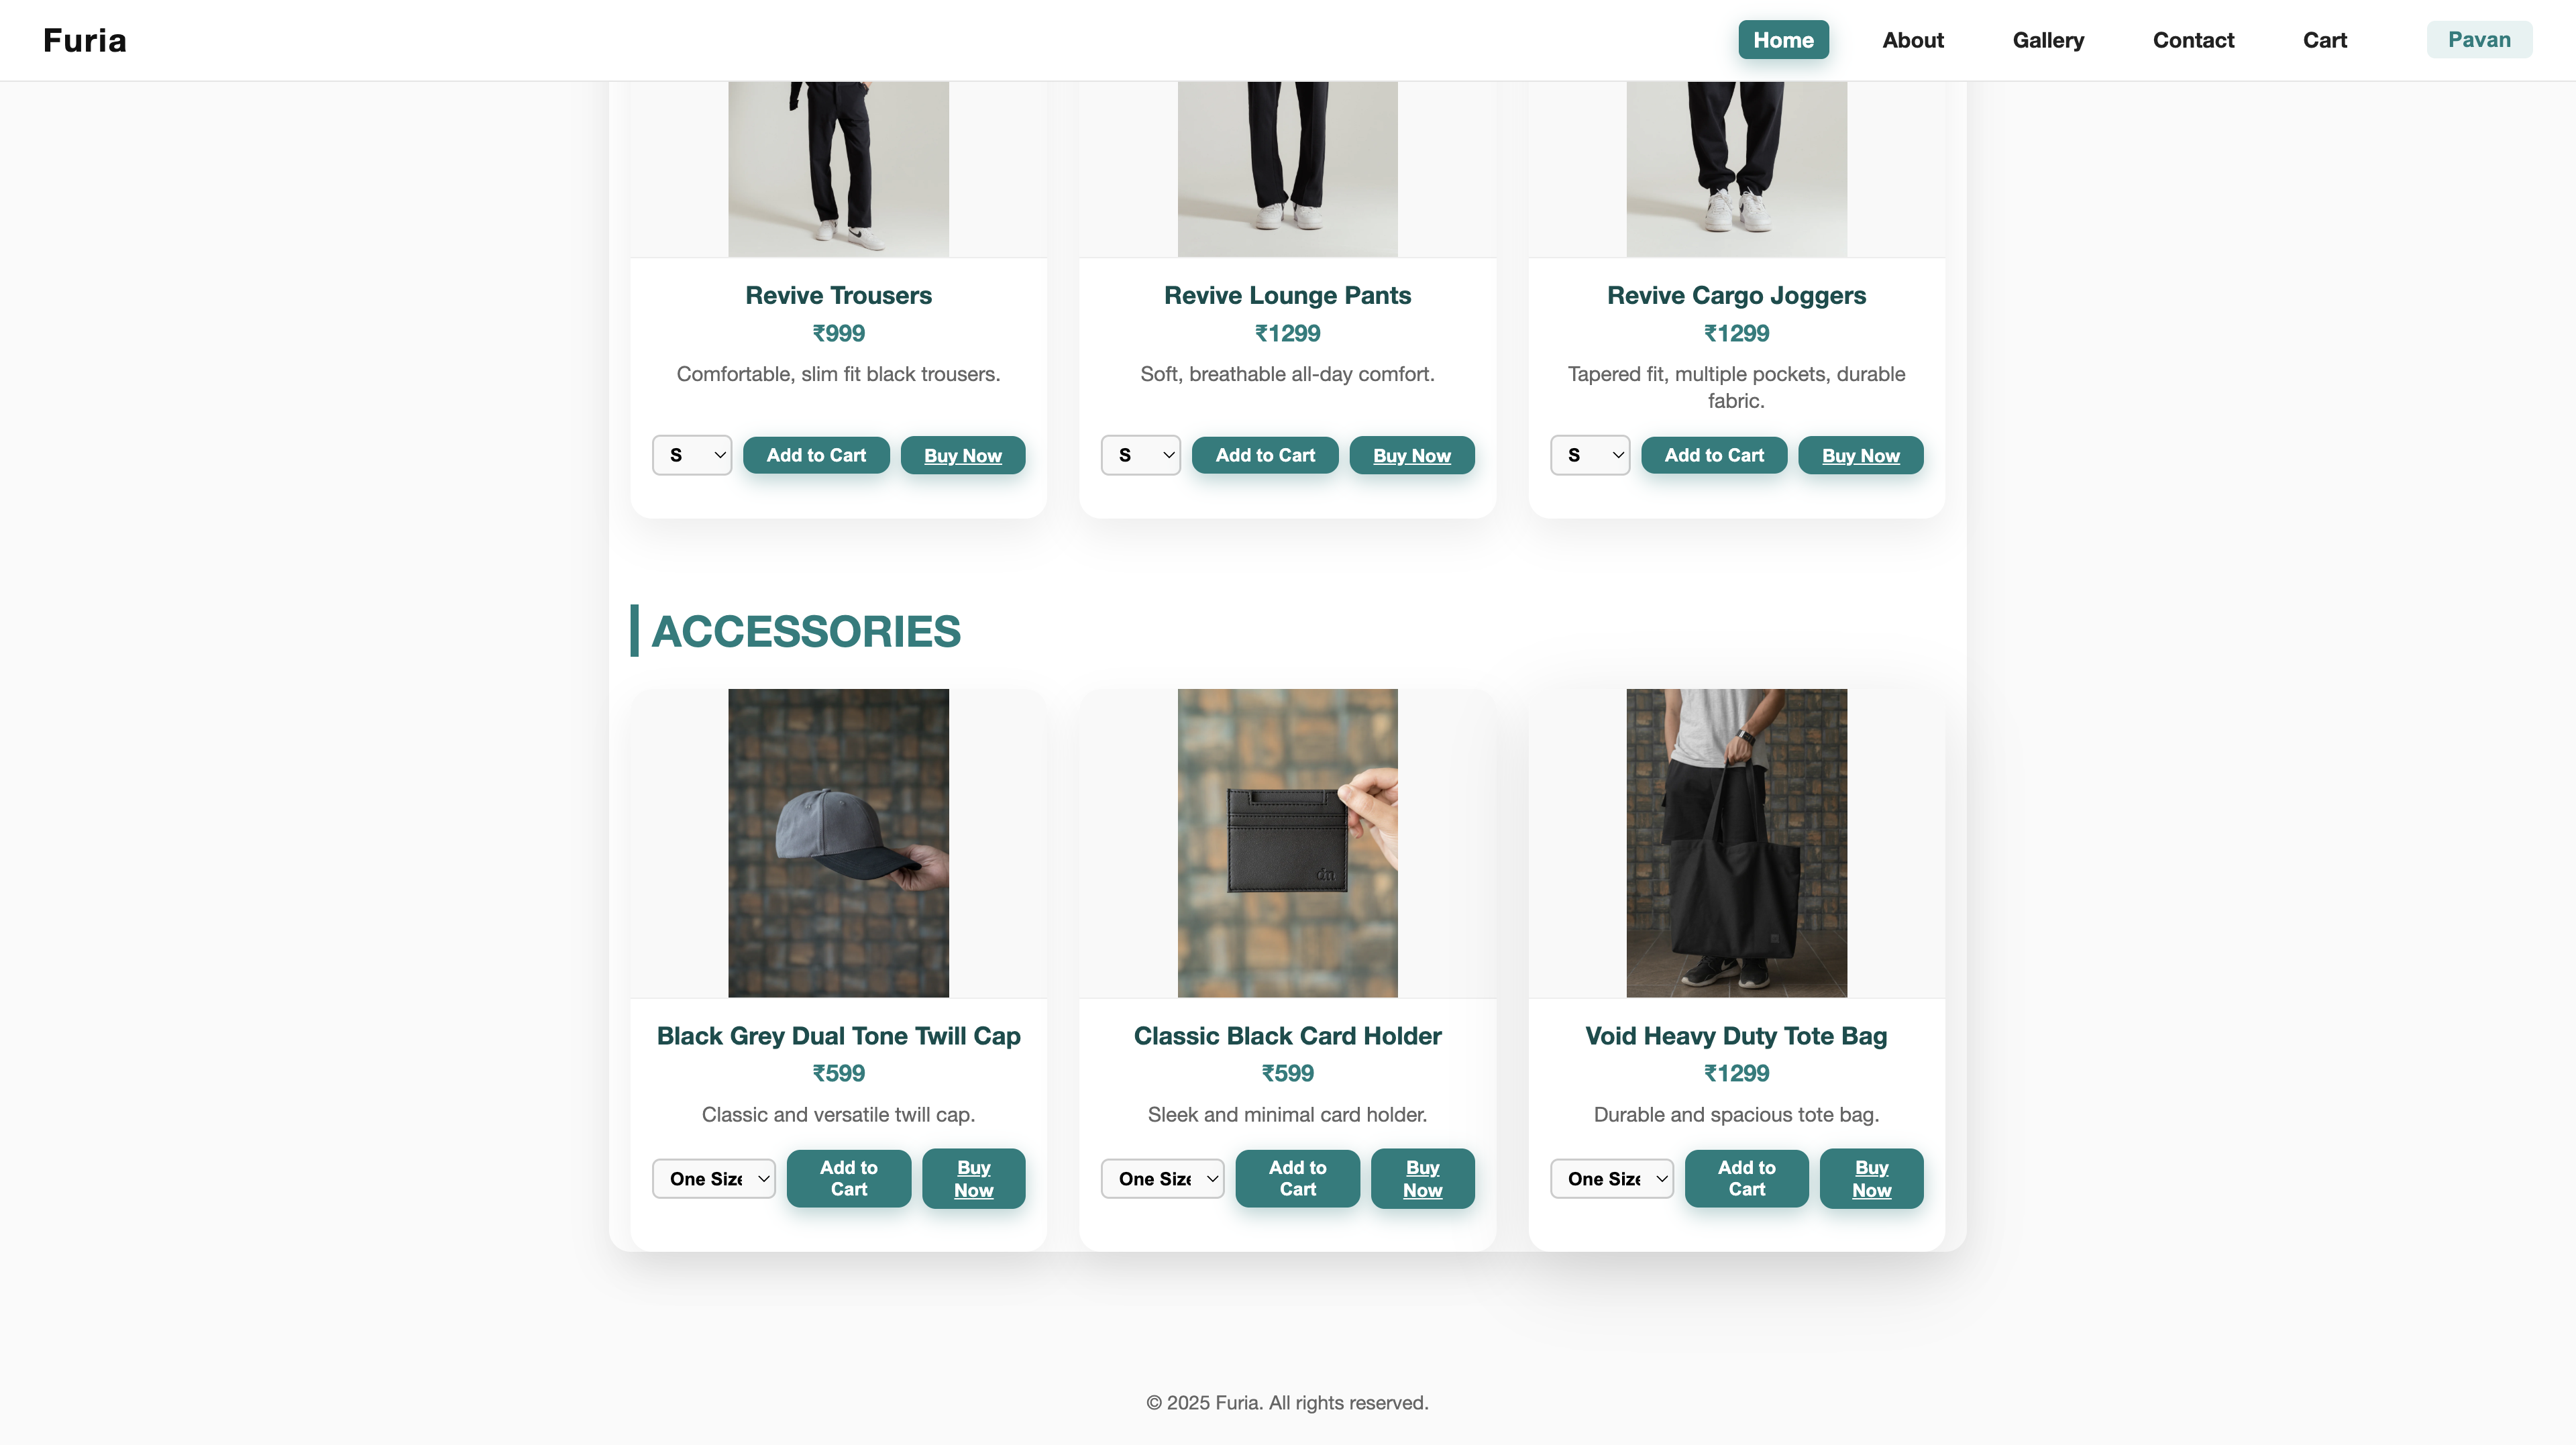 Furia
Home About Gallery Contact Cart Pavan
Revive Trousers
₹999
Comfortable, slim fit black trousers.
S Add to Cart Buy Now
Revive Lounge Pants
₹1299
Soft, breathable all-day comfort.
S Add to Cart Buy Now
Revive Cargo Joggers
₹1299
Tapered fit, multiple pockets, durable
fabric.
S Add to Cart Buy Now
ACCESSORIES
dn
Black Grey Dual Tone Twill Cap
₹599
Classic and versatile twill cap.
One Size
Add to
Cart
Buy
Now
Classic Black Card Holder
₹599
Sleek and minimal card holder.
One Size
Add to
Cart
Buy
Now
Void Heavy Duty Tote Bag
₹1299
Durable and spacious tote bag.
One Size
Add to
Cart
Buy
Now
© 2025 Furia. All rights reserved.